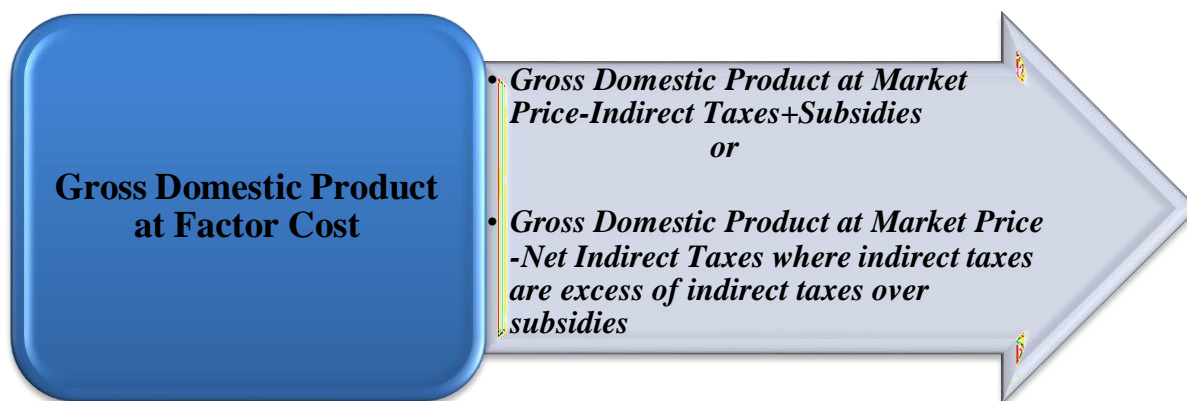 Gross Domestic Product
at Factor Cost
• Gross Domestic Product at Market
Price-Indirect Taxes+Subsidies
or
• Gross Domestic Product at Market Price
-Net Indirect Taxes where indirect taxes
are excess of indirect taxes over
subsidies